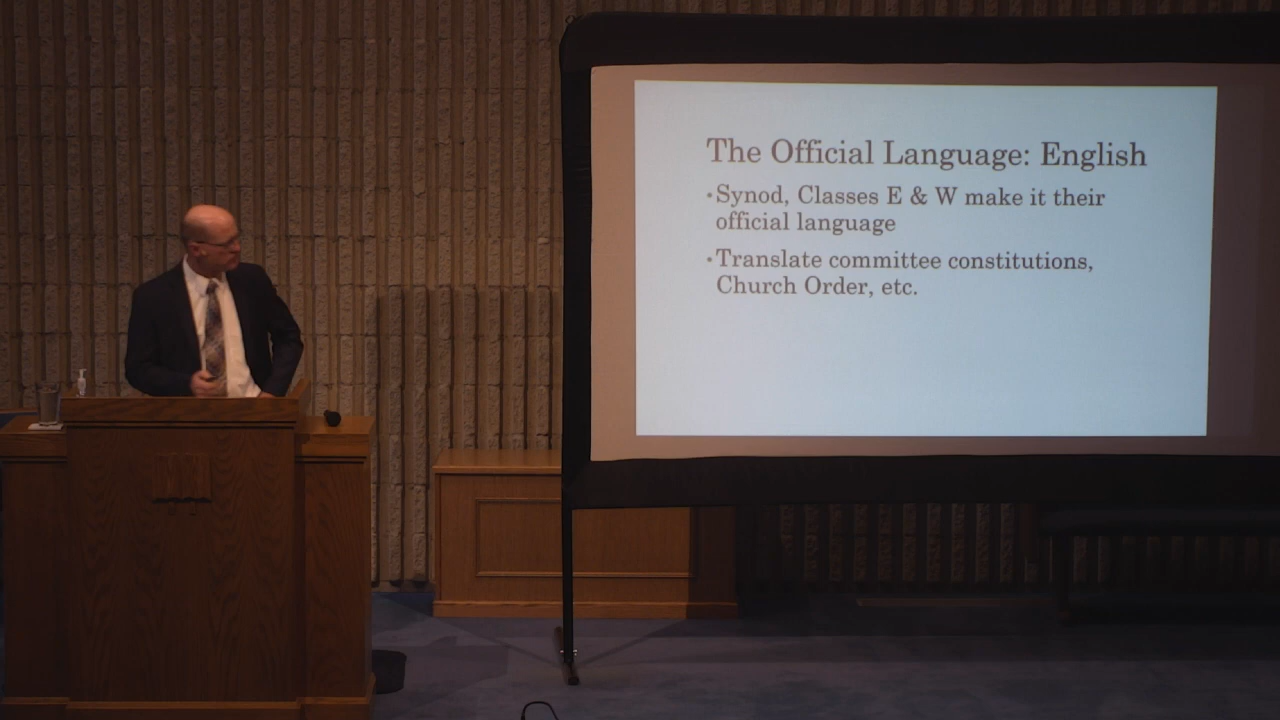 The Official Language: English
•Synod, Classes E & W make it their
official language
•Translate committee constitutions,
Church Order, etc.